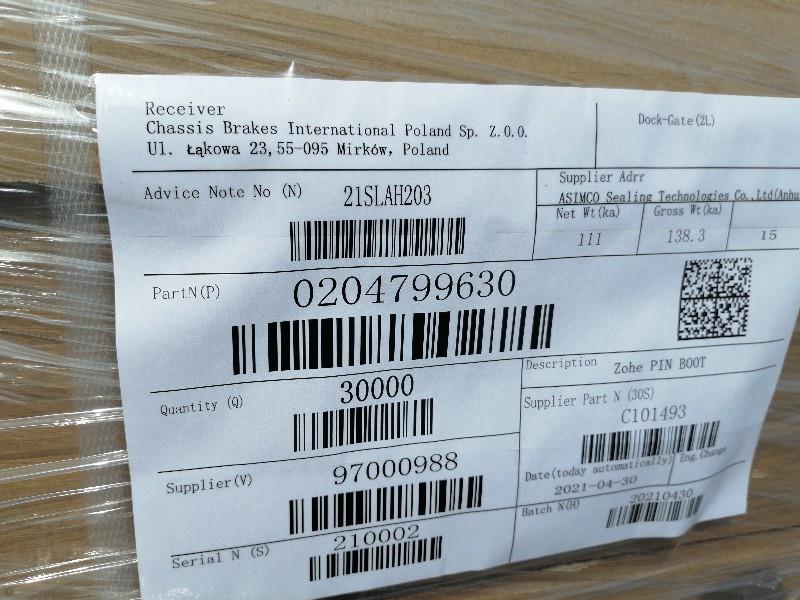 Receiver
Chassis Brakes International Poland Sp. Z.O.O.
Ul. Łąkowa 23,55-095 Mirków, Poland
Dock-Gate(2L)
Advice Note No (N) 21SLAH203
Supplier Adrr
ASIMCO Sealing Technologies Co.,Ltd(Anhu
Net Wt(ka) Gross Wt(ka)
111 138.3 15
PartN(P) 0204799630
Quantity (Q) 30000
Description Zohe PIN BOOT
Supplier Part N (30S)
C101493
Supplier(V) 97000988
Date(today automatically) Eng.Change
2021-04-30
Serial N (S) 210002
Batch N(H) 20210430